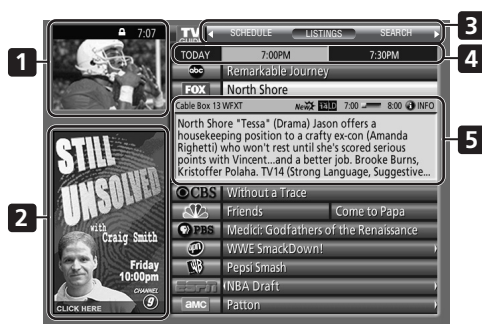 1
7:07
TV GUIDE
SCHEDULE LISTINGS SEARCH
3
TODAY 7:00PM 7:30PM
4
abc Remarkable Journey
FOX North Shore
Cable Box 13 WFXT New 7:00 8:00 INFO
North Shore "Tessa" (Drama) Jason offers a
housekeeping position to a crafty ex-con (Amanda
Righetti) who won't rest until she's scored serious
points with Vincent...and a better job. Brooke Burns,
Kristoffer Polaha. TV14 (Strong Language, Suggestive...
5
2
STILL
UNSOLVED
with
Craig Smith
Friday
10:00pm
CHANNEL
9
CLICK HERE
CBS Without a Trace
Friends Come to Papa
PBS Medici: Godfathers of the Renaissance
upn WWE SmackDown!
WB Pepsi Smash
ESPN NBA Draft
amc Patton